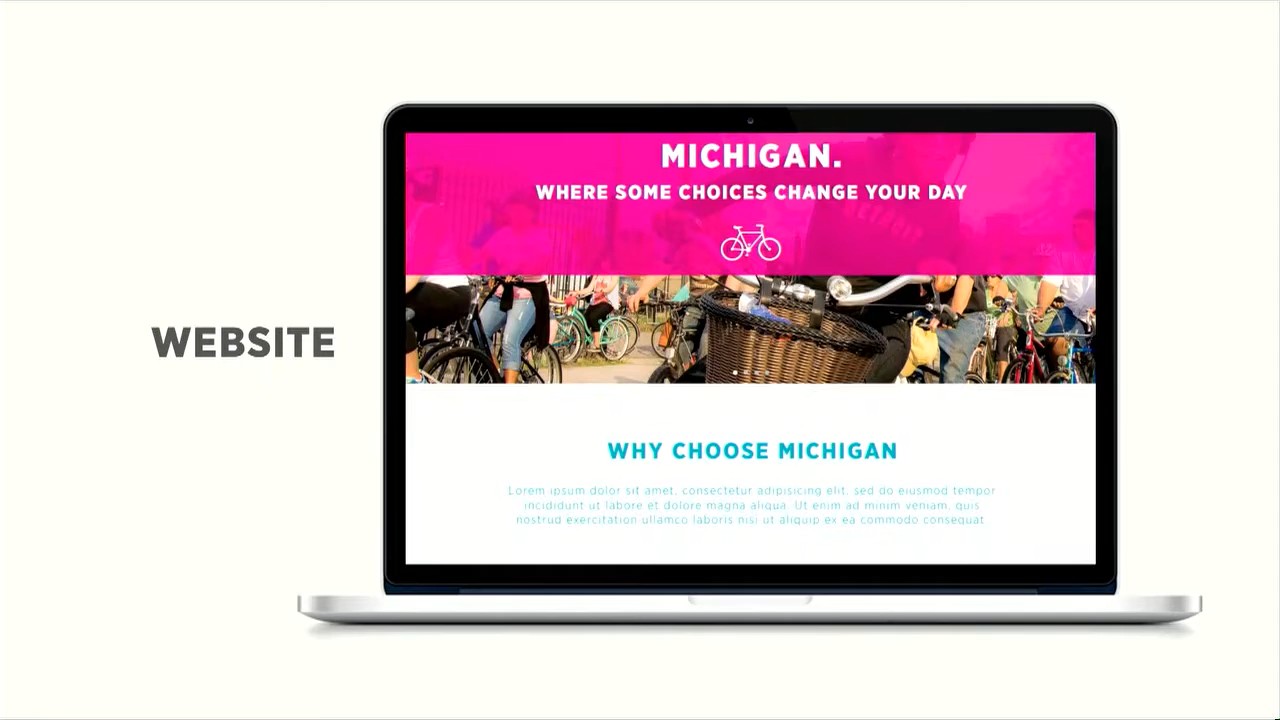 WEBSITE
MICHIGAN.
WHERE SOME CHOICES CHANGE YOUR DAY
WHY CHOOSE MICHIGAN
Lorem ipsum dolor sit amet, consectetur adipisicing elit, sed do eiusmod tempor
incididunt ut labore et dolore magna aliqua. Ut enim ad minim veniam, quis
nostrud exercitation ullamco laboris nisi ut aliquip ex ea commodo consequat